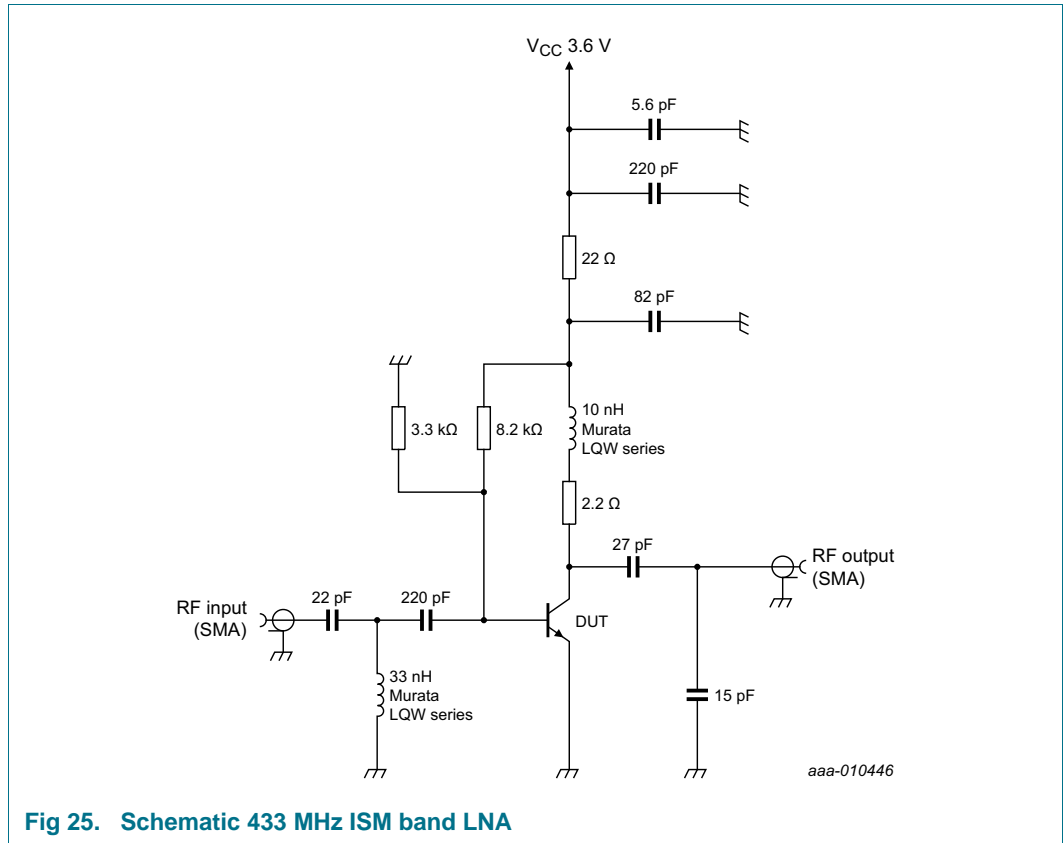 VCC 3.6 V
5.6 pF
220 pF
22 Ω
82 pF
3.3 kΩ
8.2 kΩ
10 nH
Murata
LQW series
2.2 Ω
27 pF
RF output
(SMA)
RF input
(SMA)
22 pF
220 pF
DUT
33 nH
Murata
LQW series
15 pF
aaa-010446
Fig 25. Schematic 433 MHz ISM band LNA